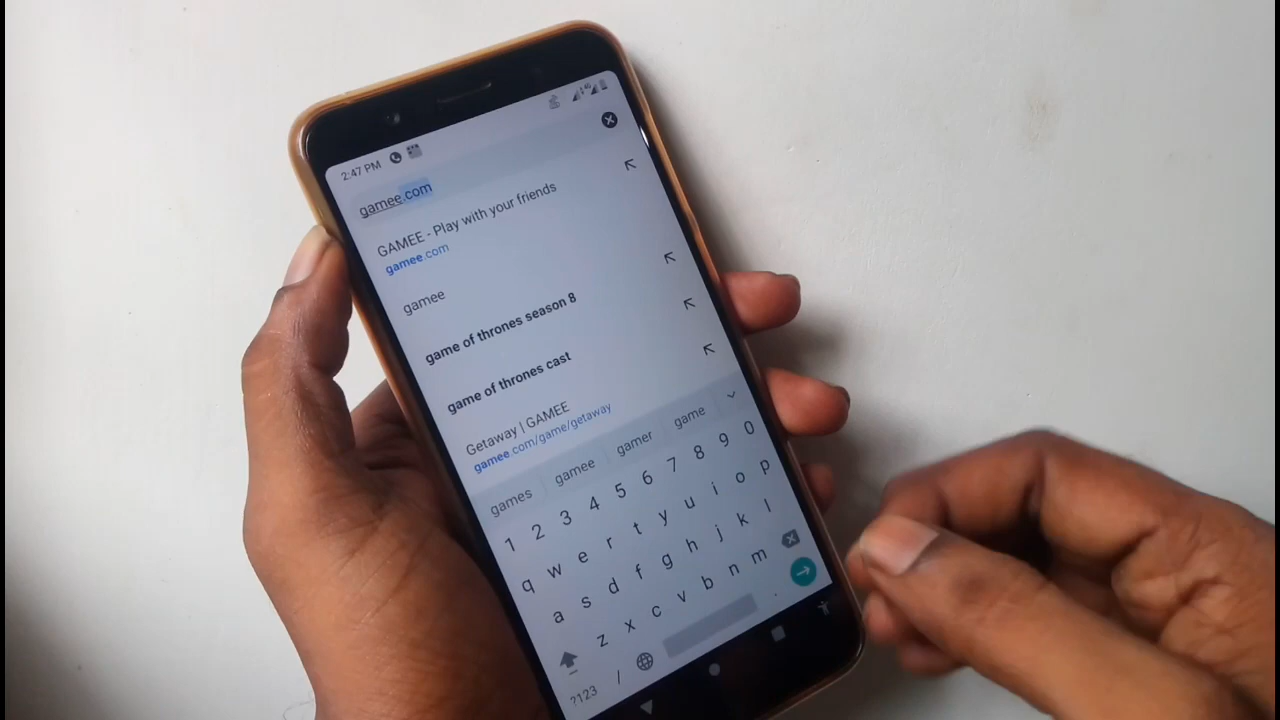 2:47 PM
gamee.com
GAMEE - Play with your friends
gamee.com
gamee
game of thrones season 8
game of thrones cast
Getaway | GAMEE
gamee.com/game/getaway
games gamee gamer game
1 2 3 4 5 6 7 8 9 0
q w e r t y u i o p
a s d f g h j k l
z x c v b n m
?123 / .